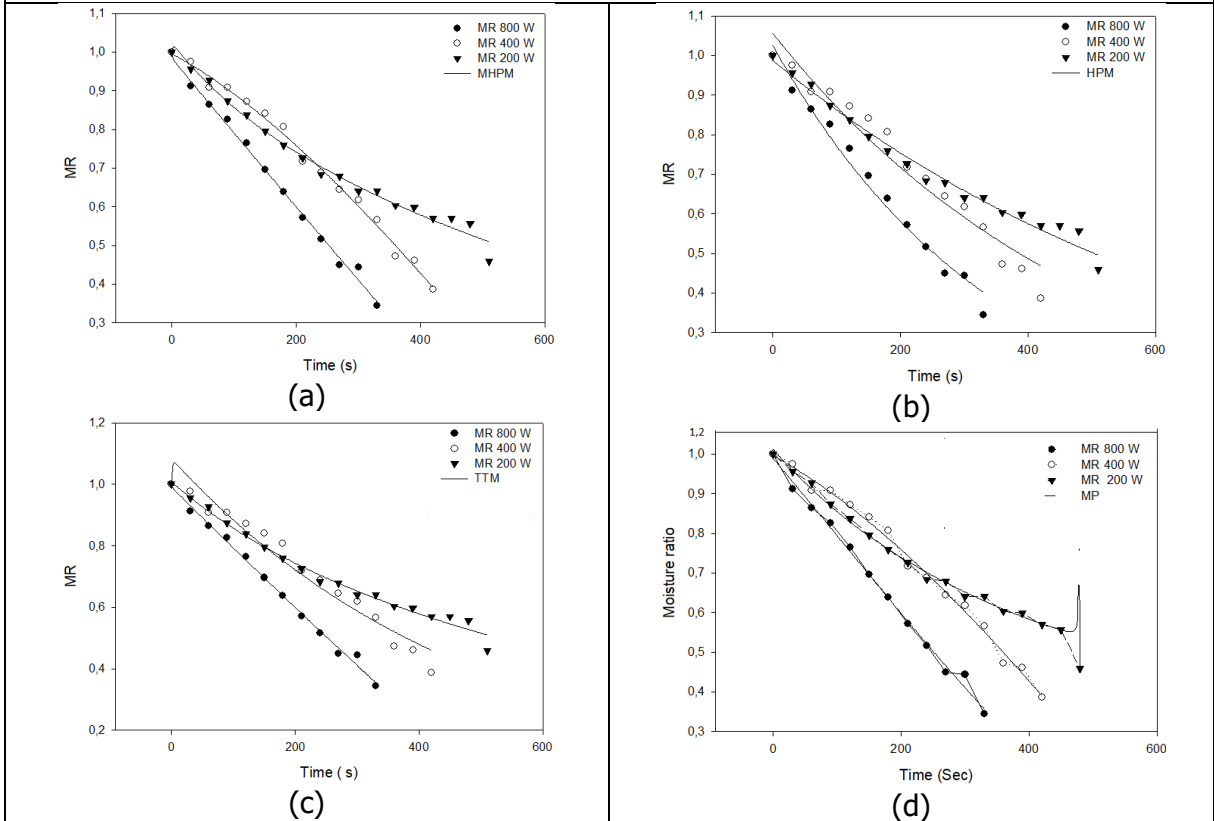 1,1
1,0
0,9
0,8
0,7
0,6
0,5
0,4
0,3
MR
0 200 400 600
Time (s)
MR 800 W
MR 400 W
MR 200 W
MHPM
(a)
1,1
1,0
0,9
0,8
0,7
0,6
0,5
0,4
0,3
MR
0 200 400 600
Time (s)
MR 800 W
MR 400 W
MR 200 W
HPM
(b)
1,2
1,0
0,8
0,6
0,4
0,2
MR
0 200 400 600
Time ( s)
MR 800 W
MR 400 W
MR 200 W
TTM
(c)
1,2
1,0
0,9
0,8
0,7
0,6
0,5
0,4
0,3
Moisture ratio
0 200 400 600
Time (Sec)
MR 800 W
MR 400 W
MR 200 W
MP
(d)